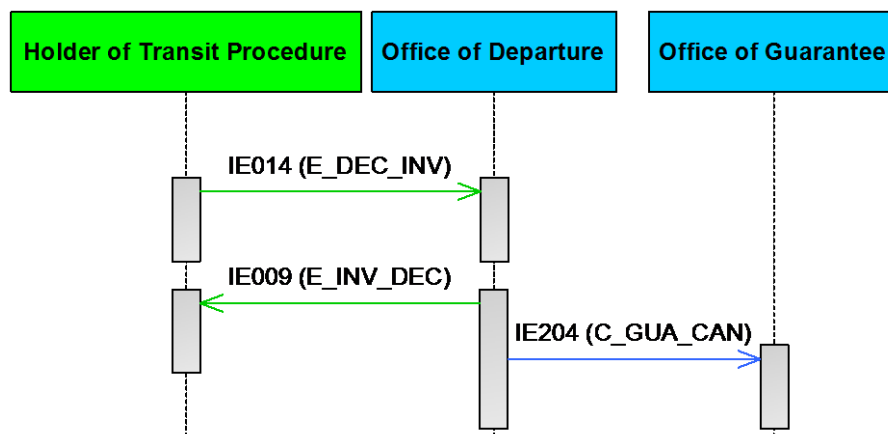 Holder of Transit Procedure
Office of Departure
Office of Guarantee
IE014 (E_DEC_INV)
IE009 (E_INV_DEC)
IE204 (C_GUA_CAN)